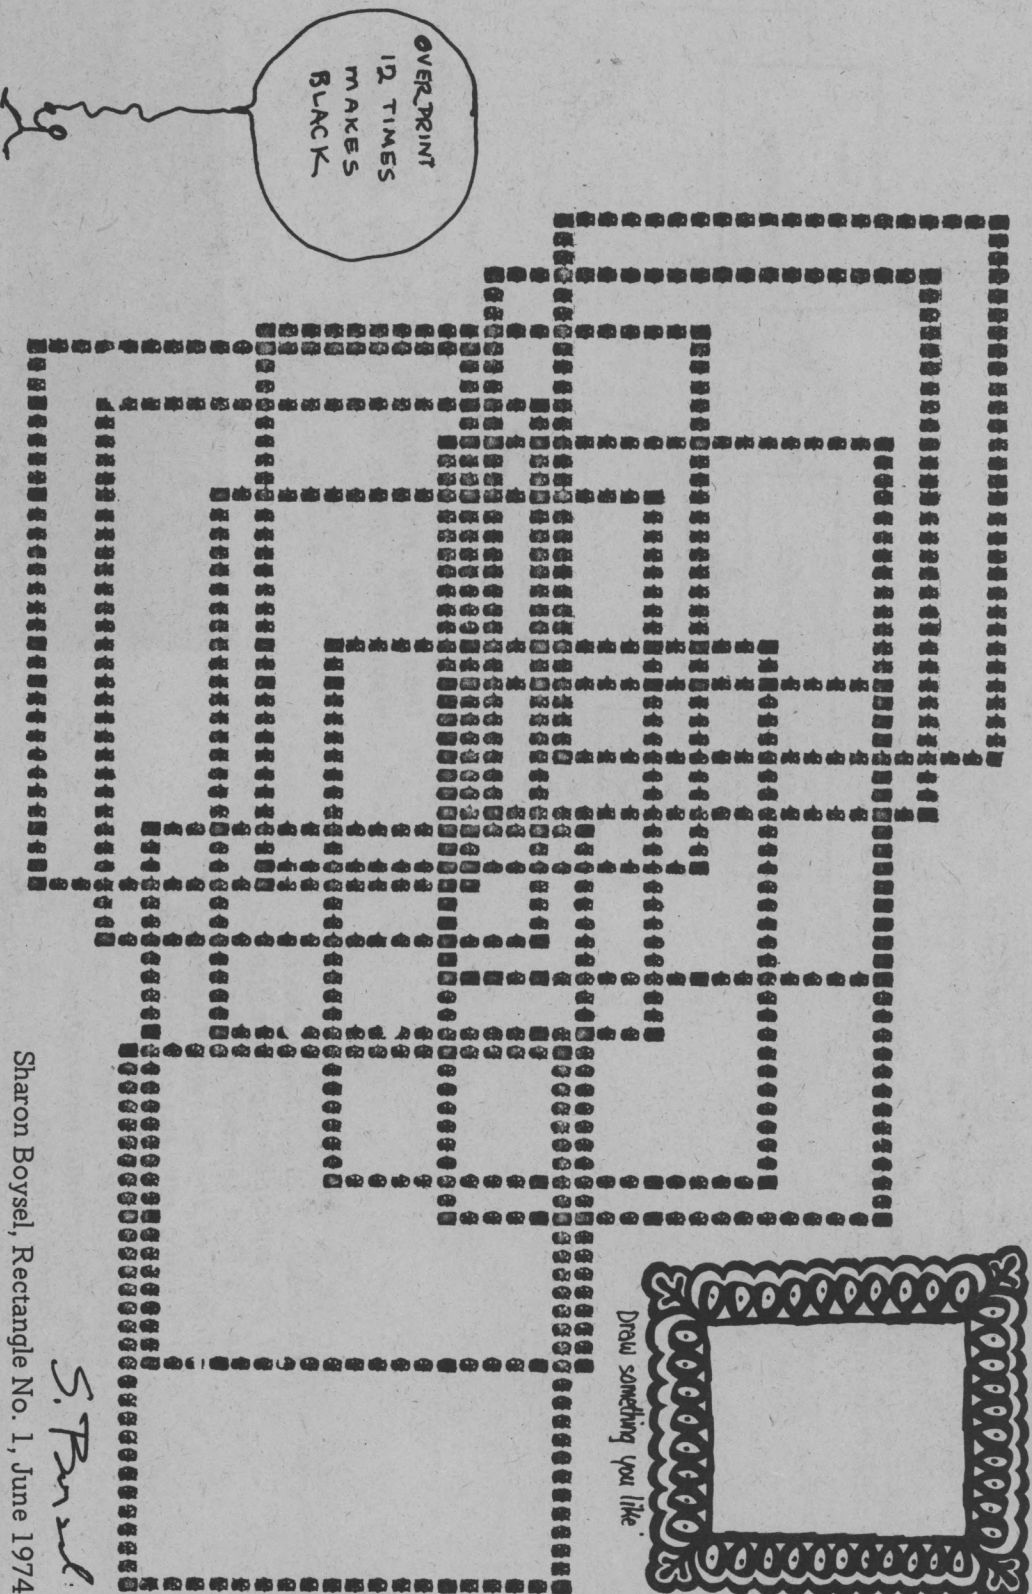 OVERPRINT
12 TIMES
MAKES
BLACK
Draw something you like.
Sharon Boysel, Rectangle No. 1, June 1974